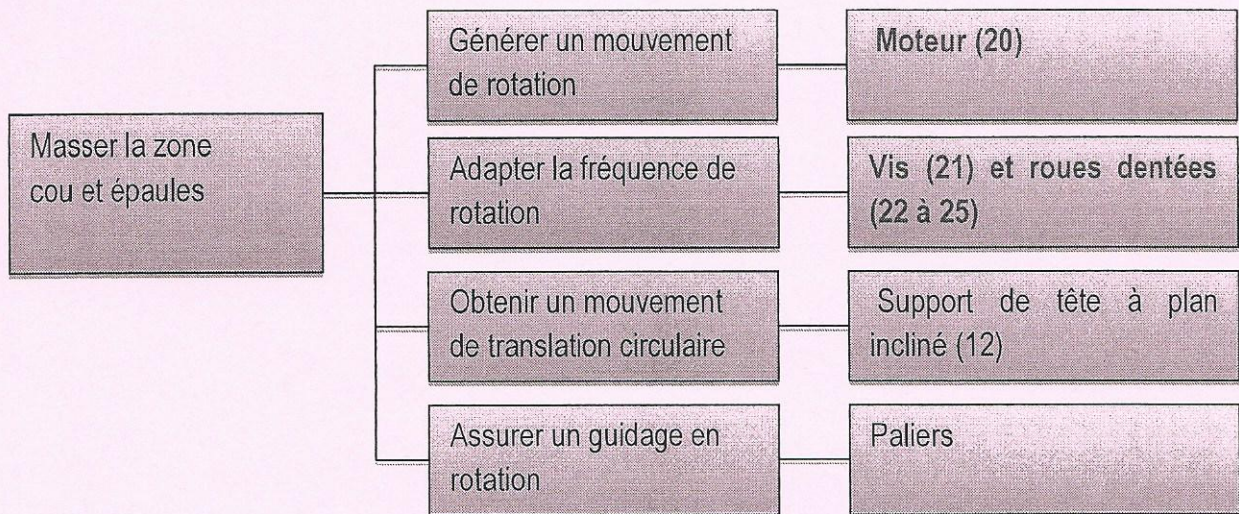 Masser la zone
cou et épaules
Générer un mouvement
de rotation
Moteur (20)
Adapter la fréquence de
rotation
Vis (21) et roues dentées
(22 à 25)
Obtenir un mouvement
de translation circulaire
Support de tête à plan
incliné (12)
Assurer un guidage en
rotation
Paliers